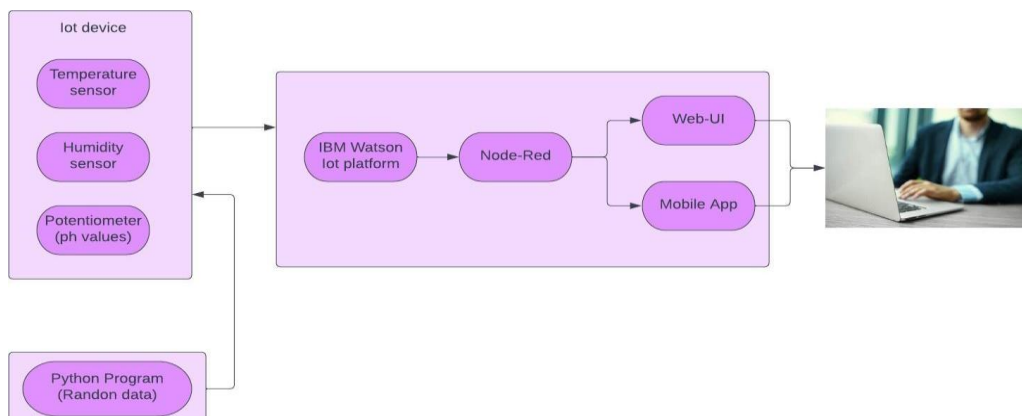 Iot device
Temperature
sensor
Humidity
sensor
Potentiometer
(ph values)
IBM Watson
Iot platform
Node-Red
Web-UI
Mobile App
Python Program
(Randon data)